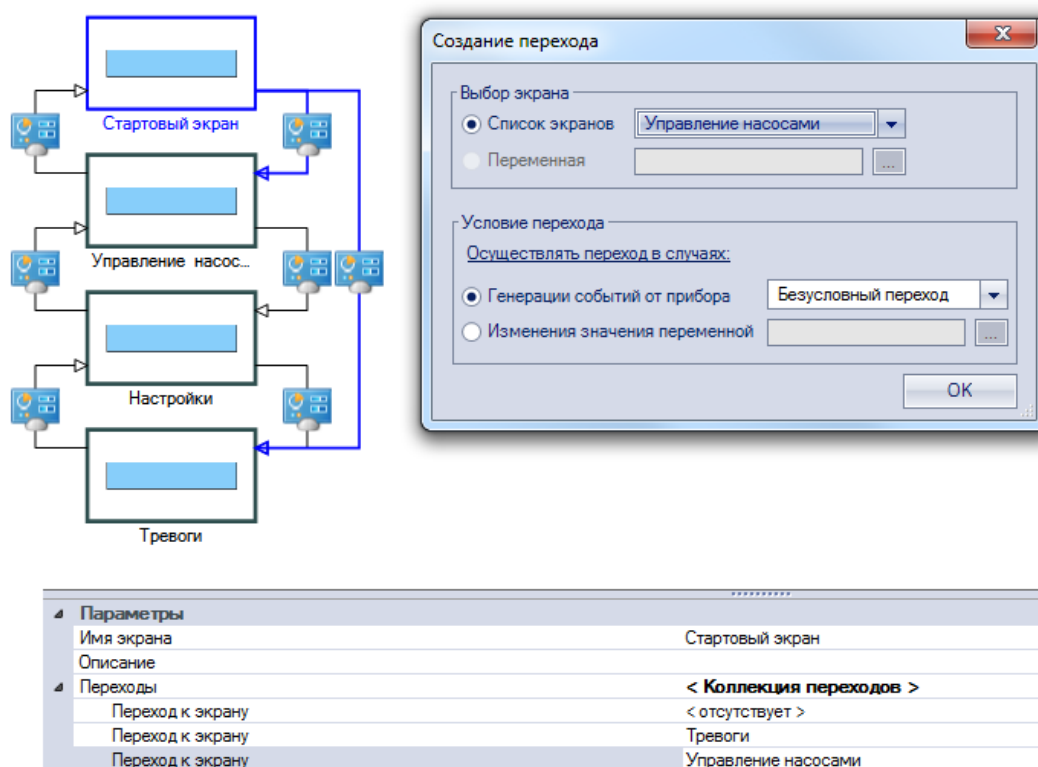 Стартовый экран
Управление насос...
Настройки
Тревоги
Создание перехода
Выбор экрана
Список экранов Управление насосами
Переменная ...
Условие перехода
Осуществлять переход в случаях:
Генерации событий от прибора Безусловный переход
Изменения значения переменной ...
OK
Параметры
Имя экрана Стартовый экран
Описание
Переходы < Коллекция переходов >
Переход к экрану < отсутствует >
Переход к экрану Тревоги
Переход к экрану Управление насосами